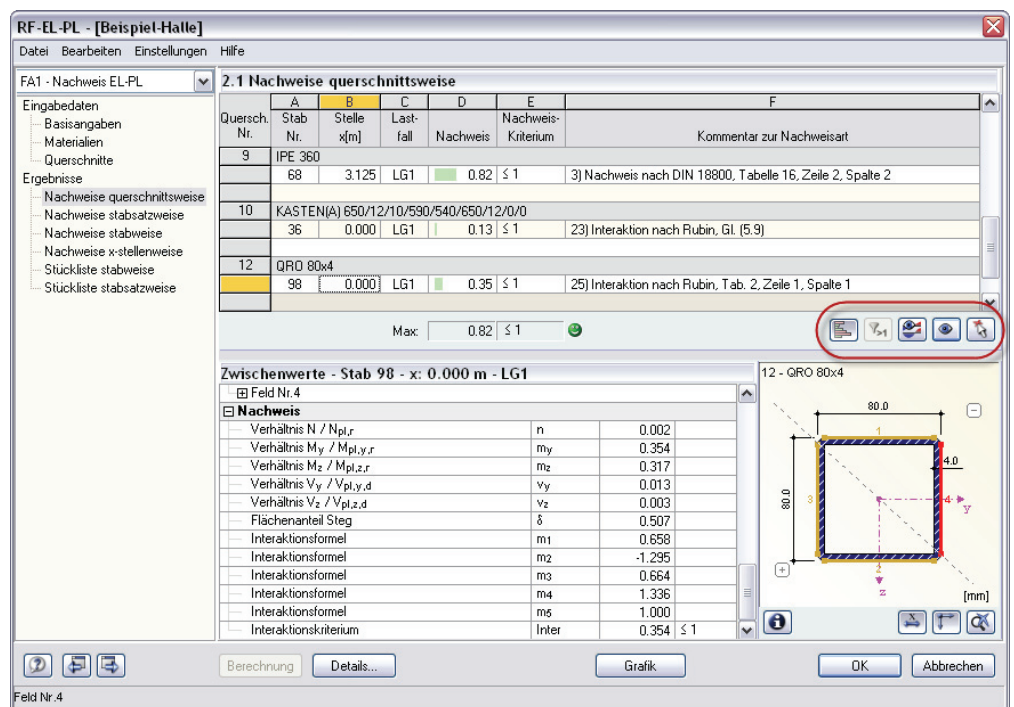 RF-EL-PL - [Beispiel-Halle]
Datei Bearbeiten Einstellungen Hilfe
FA1 - Nachweis EL-PL
Eingabedaten
Basisangaben
Materialien
Querschnitte
Ergebnisse
Nachweise querschnittsweise
Nachweise stabsatzweise
Nachweise stabweise
Nachweise x-stellenweise
Stückliste stabweise
Stückliste stabsatzweise
2.1 Nachweise querschnittsweise
A B C D E F
Quersch. Stab Stelle Last- Nachweis-
Nr. Nr. x[m] fall Nachweis Kriterium Kommentar zur Nachweisart
9 IPE 360
68 3.125 LG1 0.82 ≤ 1 3) Nachweis nach DIN 18800, Tabelle 16, Zeile 2, Spalte 2
10 KASTEN(A) 650/12/10/590/540/650/12/0/0
36 0.000 LG1 0.13 ≤ 1 23) Interaktion nach Rubin, Gl. (5.9)
12 QRO 80x4
98 0.000 LG1 0.35 ≤ 1 25) Interaktion nach Rubin, Tab. 2, Zeile 1, Spalte 1
Max: 0.82 ≤ 1
>1
Zwischenwerte - Stab 98 - x: 0.000 m - LG1
Feld Nr.4
Nachweis
Verhältnis N / Npl,r n 0.002
Verhältnis My / Mpl,y,r my 0.354
Verhältnis Mz / Mpl,z,r mz 0.317
Verhältnis Vy / Vpl,y,d vy 0.013
Verhältnis Vz / Vpl,z,d vz 0.003
Flächenanteil Steg δ 0.507
Interaktionsformel m1 0.658
Interaktionsformel m2 -1.295
Interaktionsformel m3 0.664
Interaktionsformel m4 1.336
Interaktionsformel m5 1.000
Interaktionskriterium Inter 0.354 ≤ 1
12 - QRO 80x4
80.0
1
4.0
80.0
3
4
y
2
z
[mm]
Berechnung Details... Grafik OK Abbrechen
Feld Nr.4